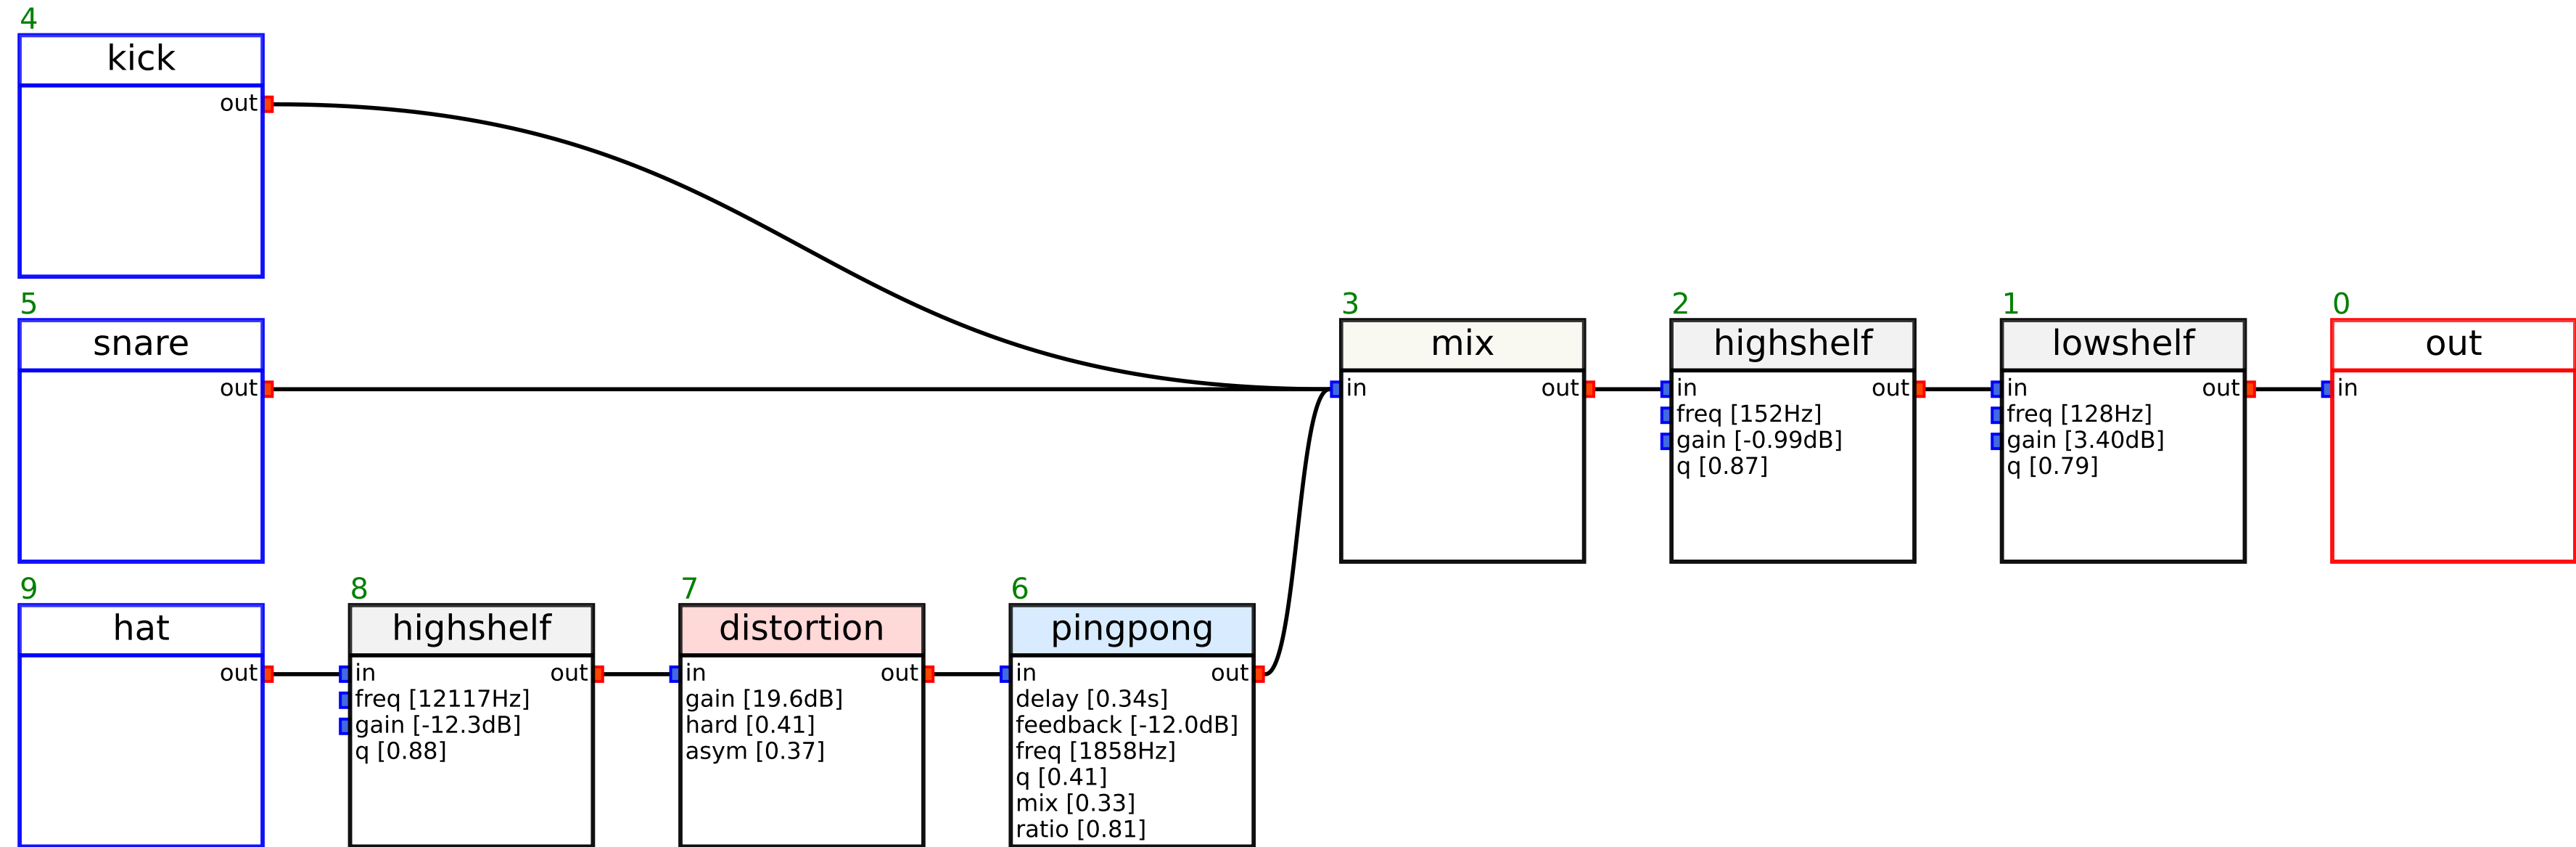 4
kick
out
5
snare
out
9
hat
out
8
highshelf
in out
freq [12117Hz]
gain [-12.3dB]
q [0.88]
7
distortion
in out
gain [19.6dB]
hard [0.41]
asym [0.37]
6
pingpong
in out
delay [0.34s]
feedback [-12.0dB]
freq [1858Hz]
q [0.41]
mix [0.33]
ratio [0.81]
3
mix
in out
2
highshelf
in out
freq [152Hz]
gain [-0.99dB]
q [0.87]
1
lowshelf
in out
freq [128Hz]
gain [3.40dB]
q [0.79]
0
out
in